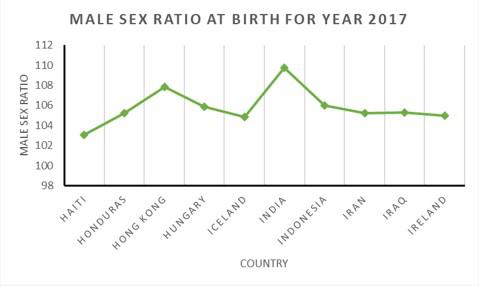 MALE SEX RATIO AT BIRTH FOR YEAR 2017
MALE SEX RATIO
112
110
108
106
104
102
100
98
HAITI
HONDURAS
HONG KONG
HUNGARY
ICELAND
INDIA
INDONESIA
IRAN
IRAQ
IRELAND
COUNTRY